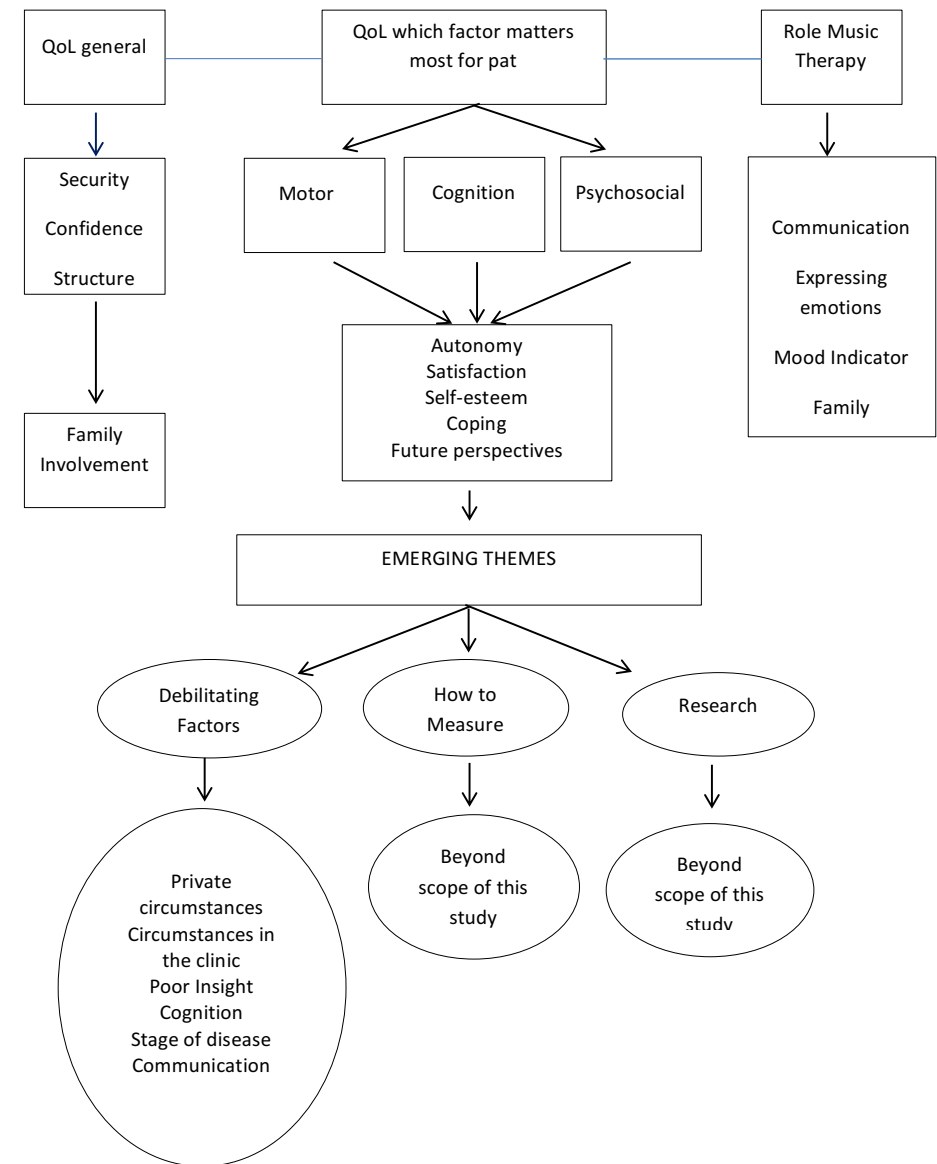 QoL general
QoL which factor matters
most for pat
Role Music
Therapy
Security
Confidence
Structure
Motor
Cognition
Psychosocial
Communication
Expressing
emotions
Mood Indicator
Family
Autonomy
Satisfaction
Self-esteem
Coping
Future perspectives
Family
Involvement
EMERGING THEMES
Debilitating
Factors
How to
Measure
Research
Private
circumstances
Circumstances in
the clinic
Poor Insight
Cognition
Stage of disease
Communication
Beyond
scope of this
study
Beyond
scope of this
study